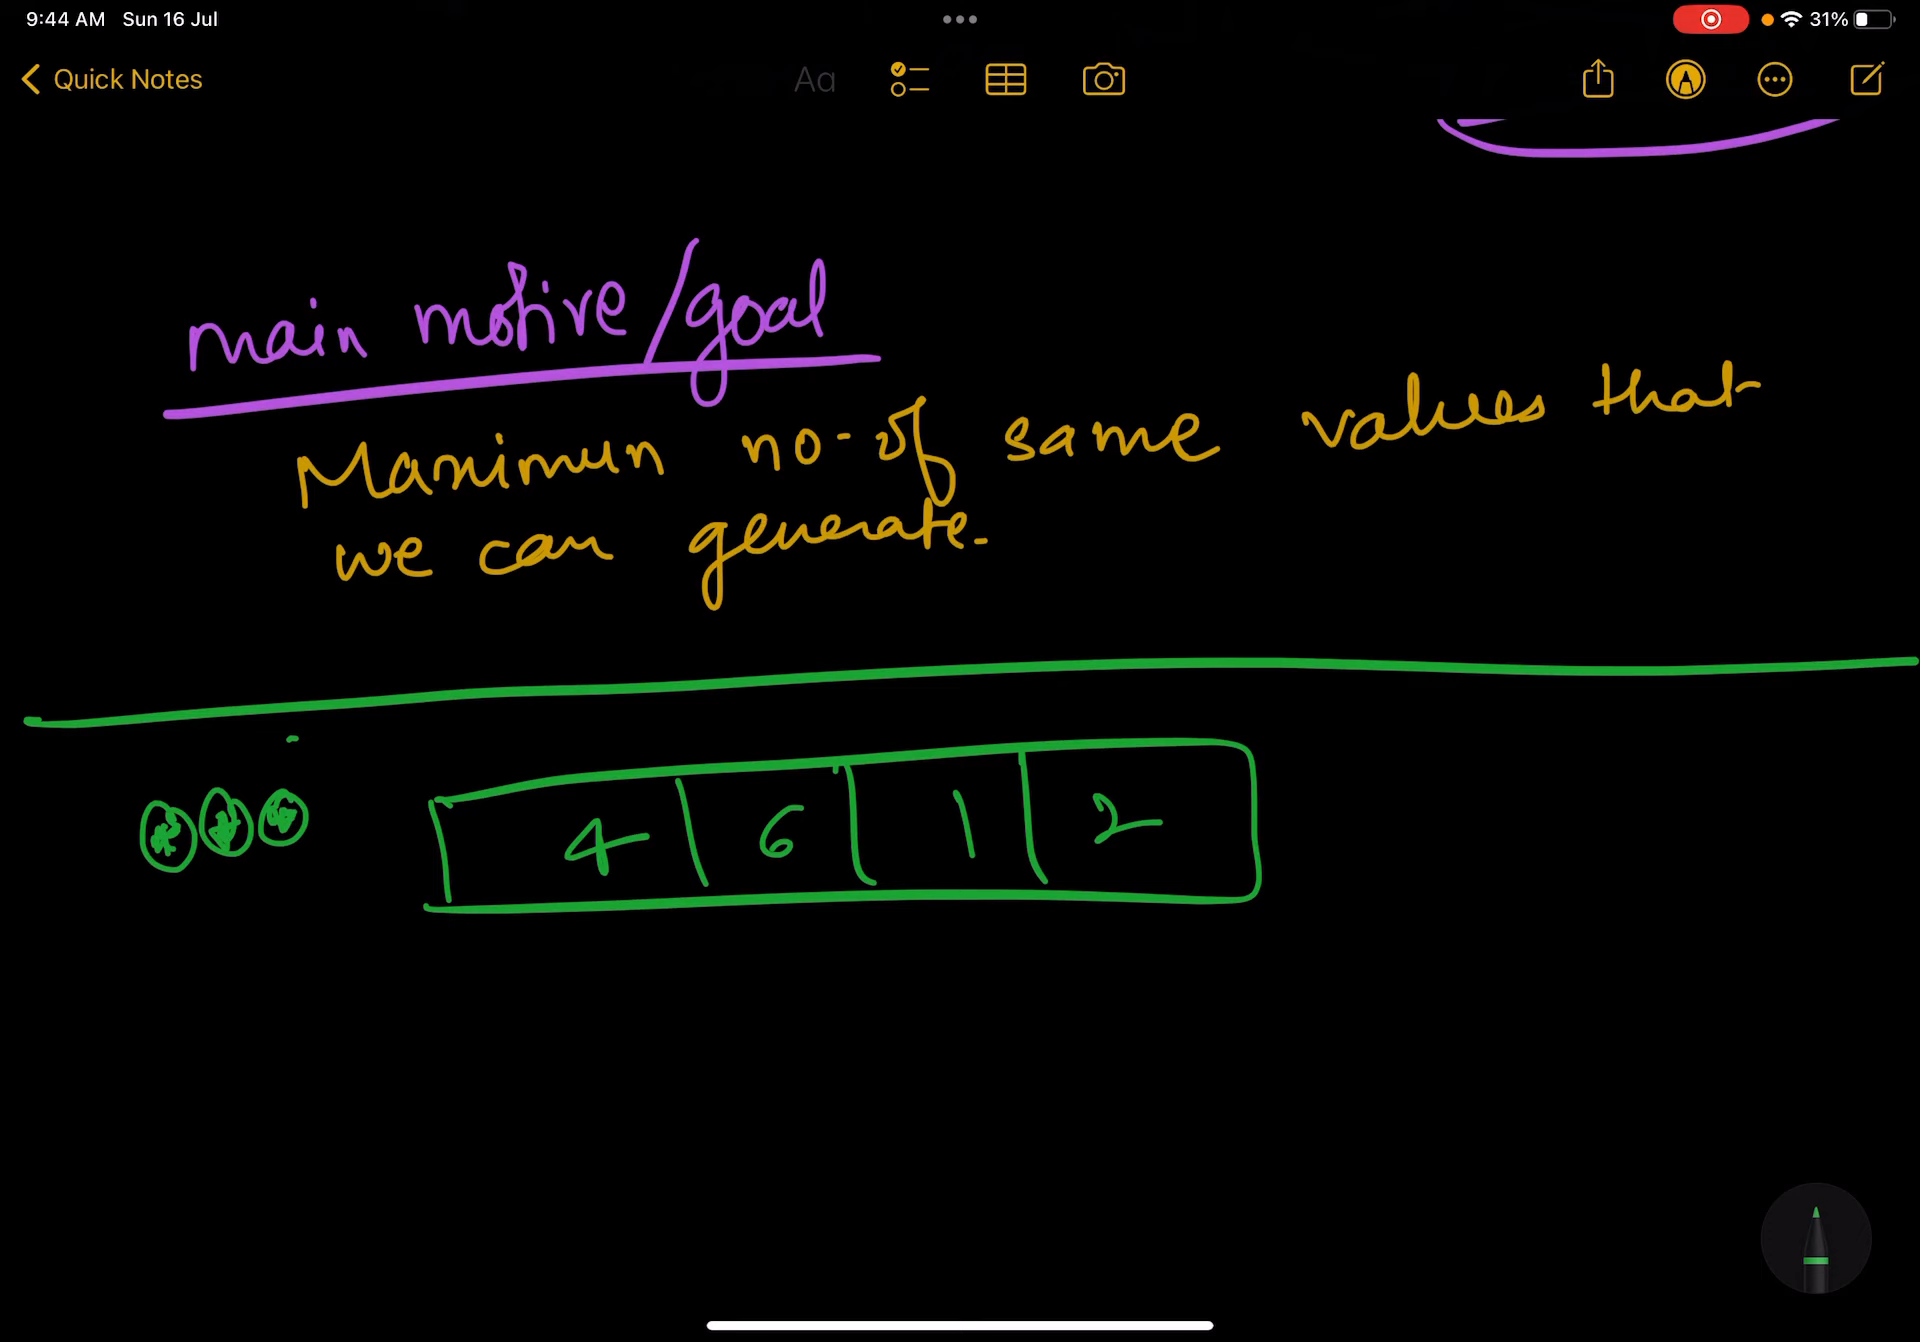 9:44 AM Sun 16 Jul
31%
Quick Notes
Aa
main motive/goal
Maximun no-of same values that
we can generate.
4 6 1 2